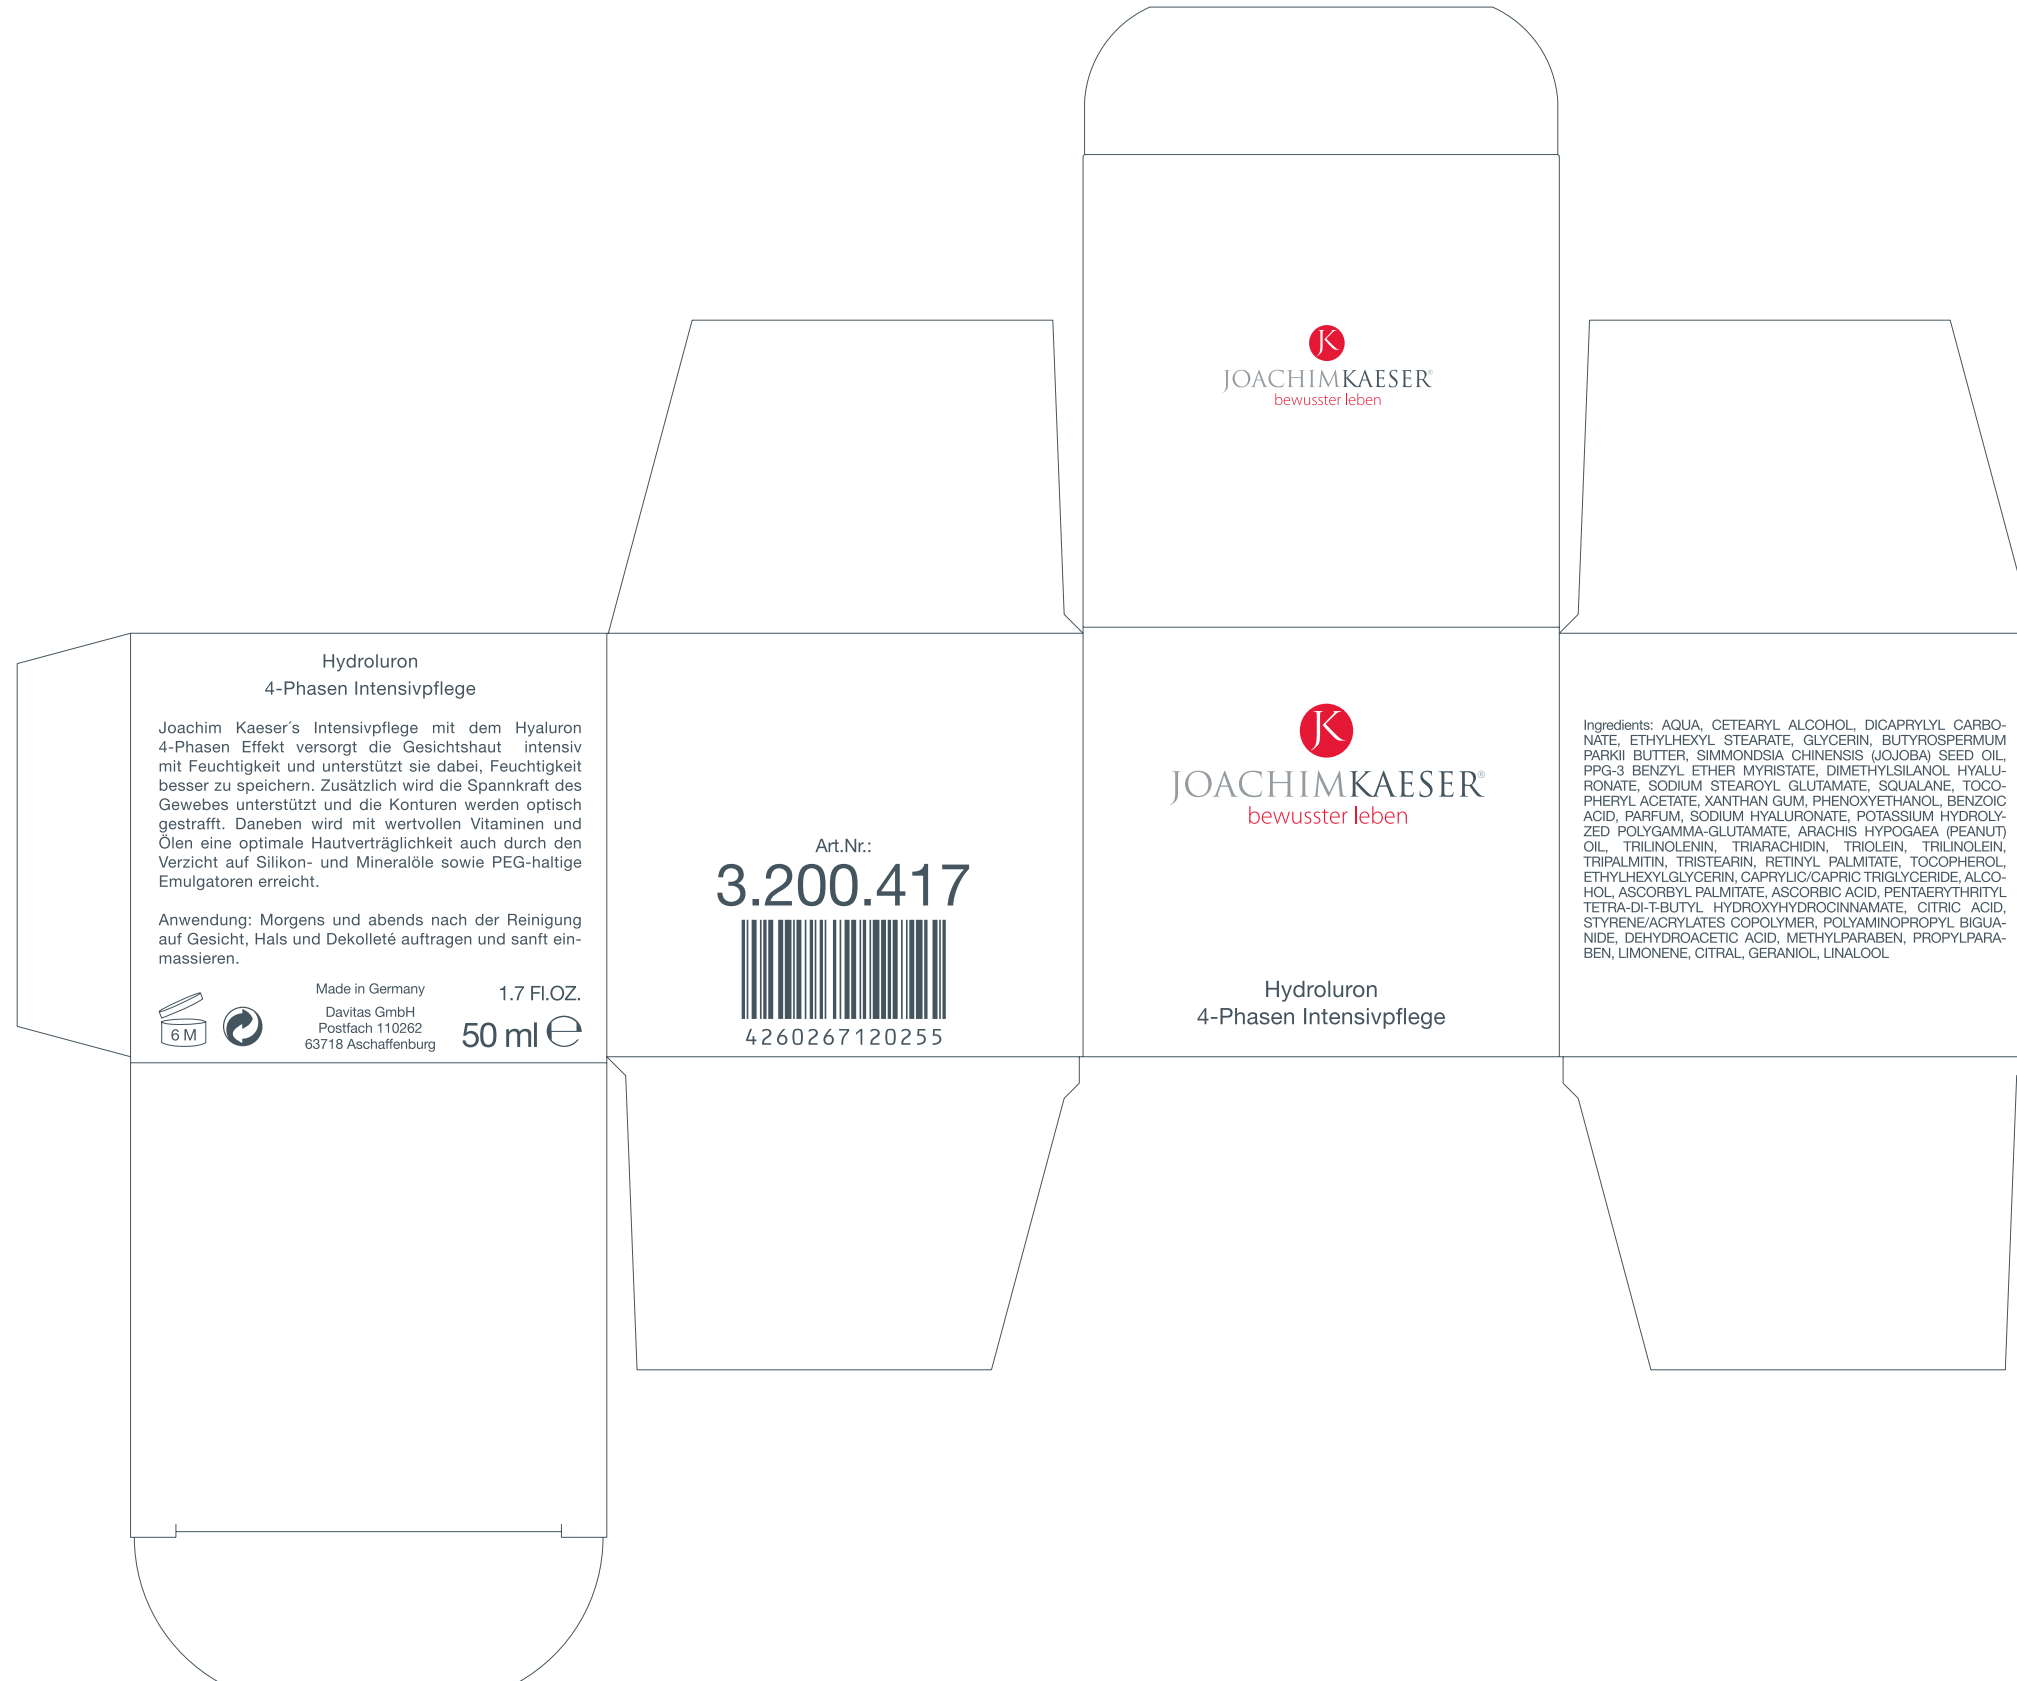 JK
JOACHIMKAESER®
bewusster leben
Hydroluron
4-Phasen Intensivpflege
Joachim Kaeser´s Intensivpflege mit dem Hyaluron
4-Phasen Effekt versorgt die Gesichtshaut intensiv
mit Feuchtigkeit und unterstützt sie dabei, Feuchtigkeit
besser zu speichern. Zusätzlich wird die Spannkraft des
Gewebes unterstützt und die Konturen werden optisch
gestrafft. Daneben wird mit wertvollen Vitaminen und
Ölen eine optimale Hautverträglichkeit auch durch den
Verzicht auf Silikon- und Mineralöle sowie PEG-haltige
Emulgatoren erreicht.
Anwendung: Morgens und abends nach der Reinigung
auf Gesicht, Hals und Dekolleté auftragen und sanft ein-
massieren.
6 M
Made in Germany
Davitas GmbH
Postfach 110262
63718 Aschaffenburg
1.7 Fl.OZ.
50 ml ℮
Art.Nr.:
3.200.417
4260267120255
JK
JOACHIMKAESER®
bewusster leben
Hydroluron
4-Phasen Intensivpflege
Ingredients: AQUA, CETEARYL ALCOHOL, DICAPRYLYL CARBO-
NATE, ETHYLHEXYL STEARATE, GLYCERIN, BUTYROSPERMUM
PARKII BUTTER, SIMMONDSIA CHINENSIS (JOJOBA) SEED OIL,
PPG-3 BENZYL ETHER MYRISTATE, DIMETHYLSILANOL HYALU-
RONATE, SODIUM STEAROYL GLUTAMATE, SQUALANE, TOCO-
PHERYL ACETATE, XANTHAN GUM, PHENOXYETHANOL, BENZOIC
ACID, PARFUM, SODIUM HYALURONATE, POTASSIUM HYDROLY-
ZED POLYGAMMA-GLUTAMATE, ARACHIS HYPOGAEA (PEANUT)
OIL, TRILINOLENIN, TRIARACHIDIN, TRIOLEIN, TRILINOLEIN,
TRIPALMITIN, TRISTEARIN, RETINYL PALMITATE, TOCOPHEROL,
ETHYLHEXYLGLYCERIN, CAPRYLIC/CAPRIC TRIGLYCERIDE, ALCO-
HOL, ASCORBYL PALMITATE, ASCORBIC ACID, PENTAERYTHRITYL
TETRA-DI-T-BUTYL HYDROXYHYDROCINNAMATE, CITRIC ACID,
STYRENE/ACRYLATES COPOLYMER, POLYAMINOPROPYL BIGUA-
NIDE, DEHYDROACETIC ACID, METHYLPARABEN, PROPYLPARA-
BEN, LIMONENE, CITRAL, GERANIOL, LINALOOL